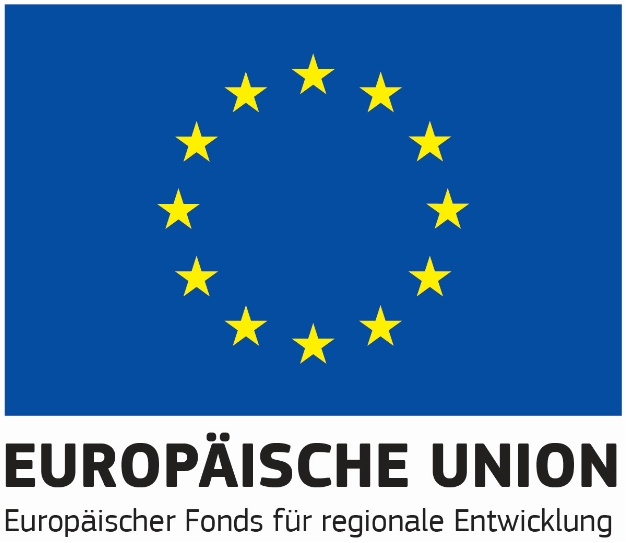 EUROPÄISCHE UNION
Europäischer Fonds für regionale Entwicklung